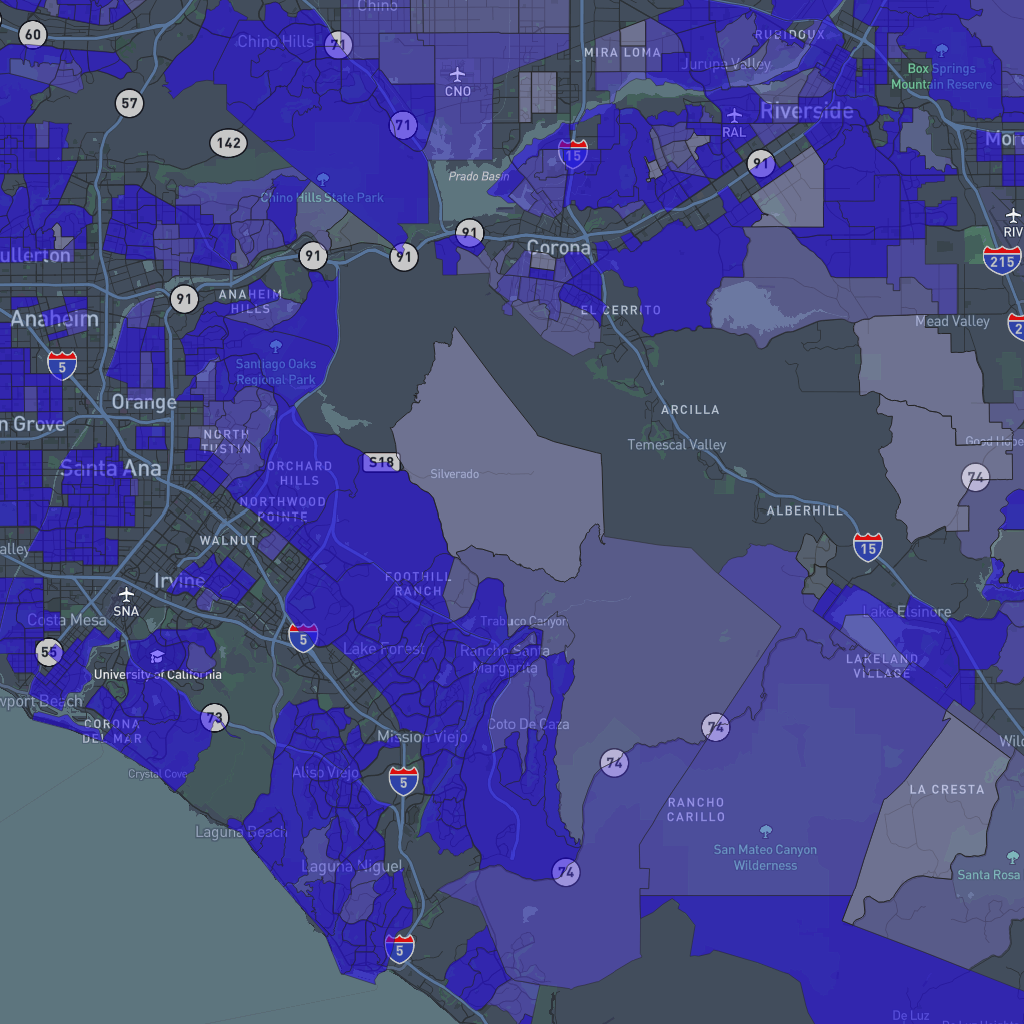 Chino
60
Chino Hills
71
MIRA LOMA
RUBIDOUX
Jurupa Valley
Box Springs
Mountain Reserve
CNO
57
71
RAL
Riverside
142
15
91
Prado Basin
Chino Hills State Park
RIV
91
91
91
Corona
215
ullerton
91
ANAHEIM
HILLS
EL CERRITO
Mead Valley
Anaheim
2
5
Santiago Oaks
Regional Park
Orange
ARCILLA
n Grove
NORTH
TUSTIN
Temescal Valley
Good Hope
Santa Ana
S18
Silverado
74
ORCHARD
HILLS
NORTHWOOD
POINTE
ALBERHILL
WALNUT
alley
15
Irvine
FOOTHILL
RANCH
SNA
Costa Mesa
Trabuco Canyon
Lake Elsinore
5
55
Lake Forest
Rancho Santa
Margarita
LAKELAND
VILLAGE
University of California
wport Beach
73
CORONA
DEL MAR
Coto De Caza
74
Mission Viejo
Wild
74
Crystal Cove
Aliso Viejo
5
LA CRESTA
RANCHO
CARILLO
Laguna Beach
San Mateo Canyon
Wilderness
Laguna Niguel
74
Santa Rosa
5
De Luz